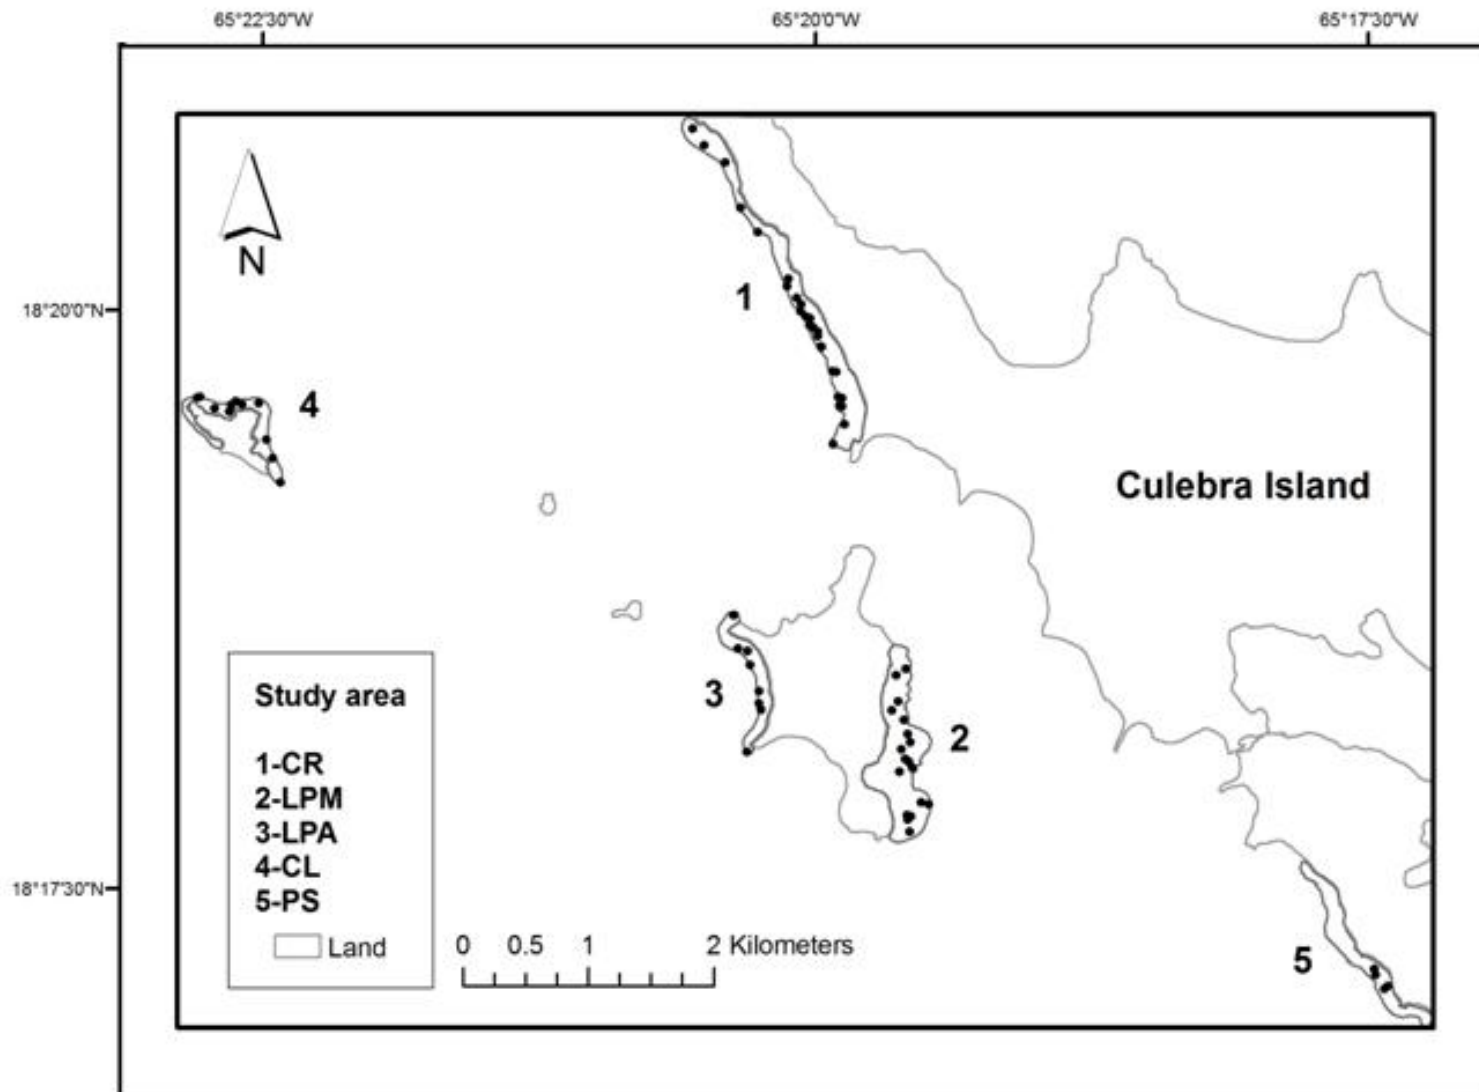 65°22'30"W 65°20'0"W 65°17'30"W
N
18°20'0"N
1
4
Culebra Island
3
2
Study area
1-CR
2-LPM
3-LPA
4-CL
5-PS
Land
18°17'30"N
0 0.5 1 2 Kilometers
5